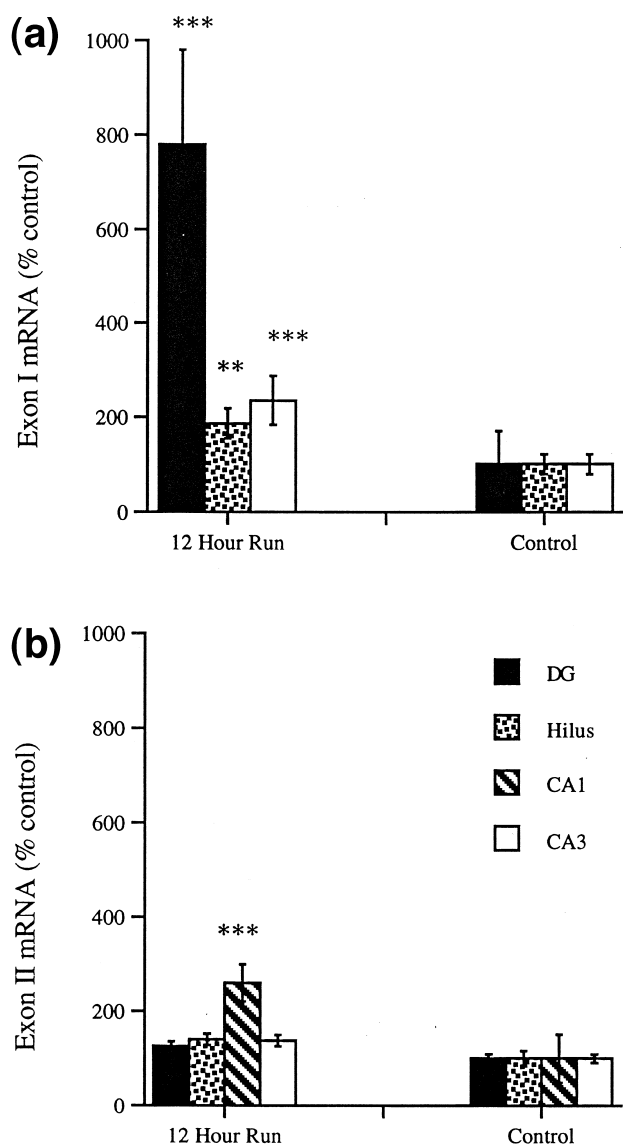 (a)
***
1000
800
600
400
200
0
Exon I mRNA (% control)
***
**
12 Hour Run
Control
(b)
1000
800
600
400
200
0
Exon II mRNA (% control)
DG
Hilus
CA1
CA3
***
12 Hour Run
Control